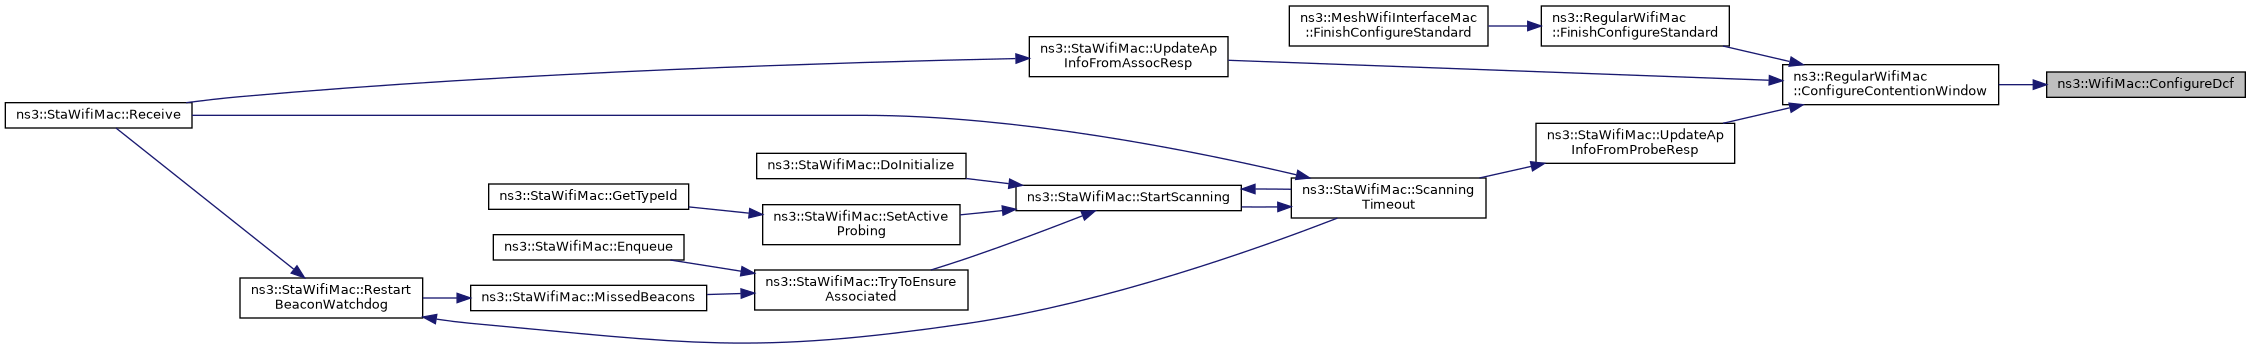 ns3::MeshWifiInterfaceMac
::FinishConfigureStandard
ns3::RegularWifiMac
::FinishConfigureStandard
ns3::StaWifiMac::UpdateAp
InfoFromAssocResp
ns3::RegularWifiMac
::ConfigureContentionWindow
ns3::WifiMac::ConfigureDcf
ns3::StaWifiMac::Receive
ns3::StaWifiMac::UpdateAp
InfoFromProbeResp
ns3::StaWifiMac::DoInitialize
ns3::StaWifiMac::GetTypeId
ns3::StaWifiMac::StartScanning
ns3::StaWifiMac::Scanning
Timeout
ns3::StaWifiMac::SetActive
Probing
ns3::StaWifiMac::Enqueue
ns3::StaWifiMac::TryToEnsure
Associated
ns3::StaWifiMac::Restart
BeaconWatchdog
ns3::StaWifiMac::MissedBeacons